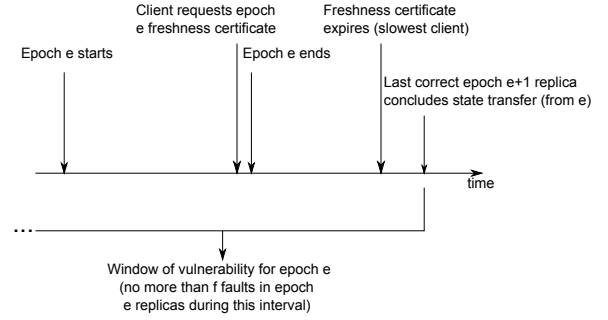 Client requests epoch
e freshness certificate
Freshness certificate
expires (slowest client)
Epoch e starts
Epoch e ends
Last correct epoch e+1 replica
concludes state transfer (from e)
time
...
Window of vulnerability for epoch e
(no more than f faults in epoch
e replicas during this interval)